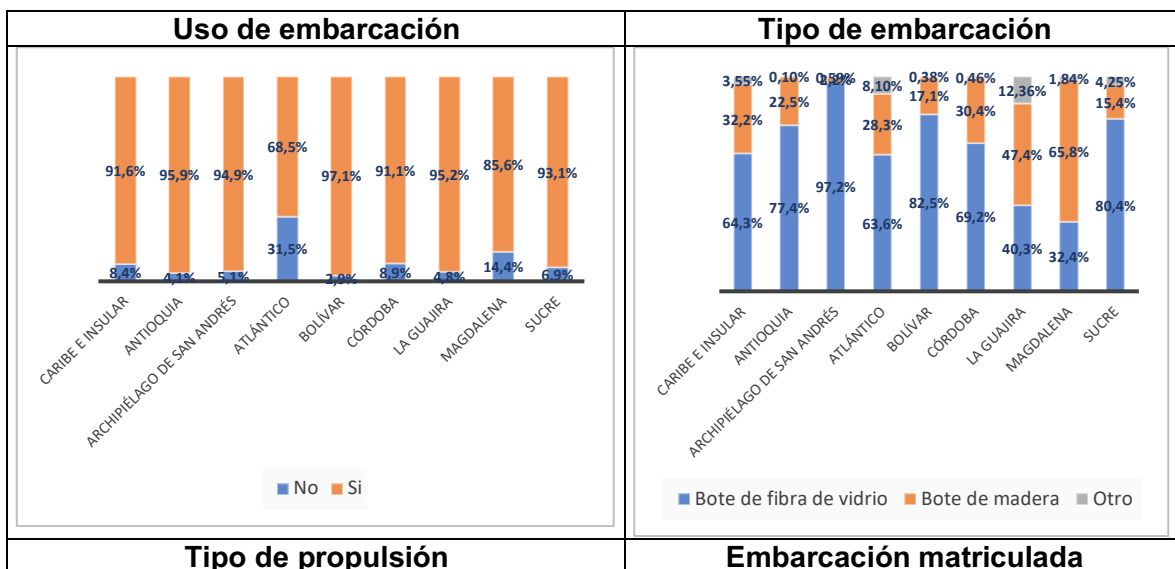 Uso de embarcación
Tipo de embarcación
91,6% 95,9% 94,9% 68,5% 97,1% 91,1% 95,2% 85,6% 93,1%
8,4% 4,1% 5,1% 31,5% 2,9% 8,9% 4,8% 14,4% 6,9%
CARIBE E INSULAR
ANTIOQUIA
ARCHIPIÉLAGO DE SAN ANDRÉS
ATLÁNTICO
BOLÍVAR
CÓRDOBA
LA GUAJIRA
MAGDALENA
SUCRE
No Si
3,55% 0,10% 0,59% 8,10% 0,38% 0,46% 12,36% 1,84% 4,25%
32,2% 22,5% 2,2% 28,3% 17,1% 30,4% 47,4% 65,8% 15,4%
64,3% 77,4% 97,2% 63,6% 82,5% 69,2% 40,3% 32,4% 80,4%
CARIBE E INSULAR
ANTIOQUIA
ARCHIPIÉLAGO DE SAN ANDRÉS
ATLÁNTICO
BOLÍVAR
CÓRDOBA
LA GUAJIRA
MAGDALENA
SUCRE
Bote de fibra de vidrio Bote de madera Otro
Tipo de propulsión
Embarcación matriculada